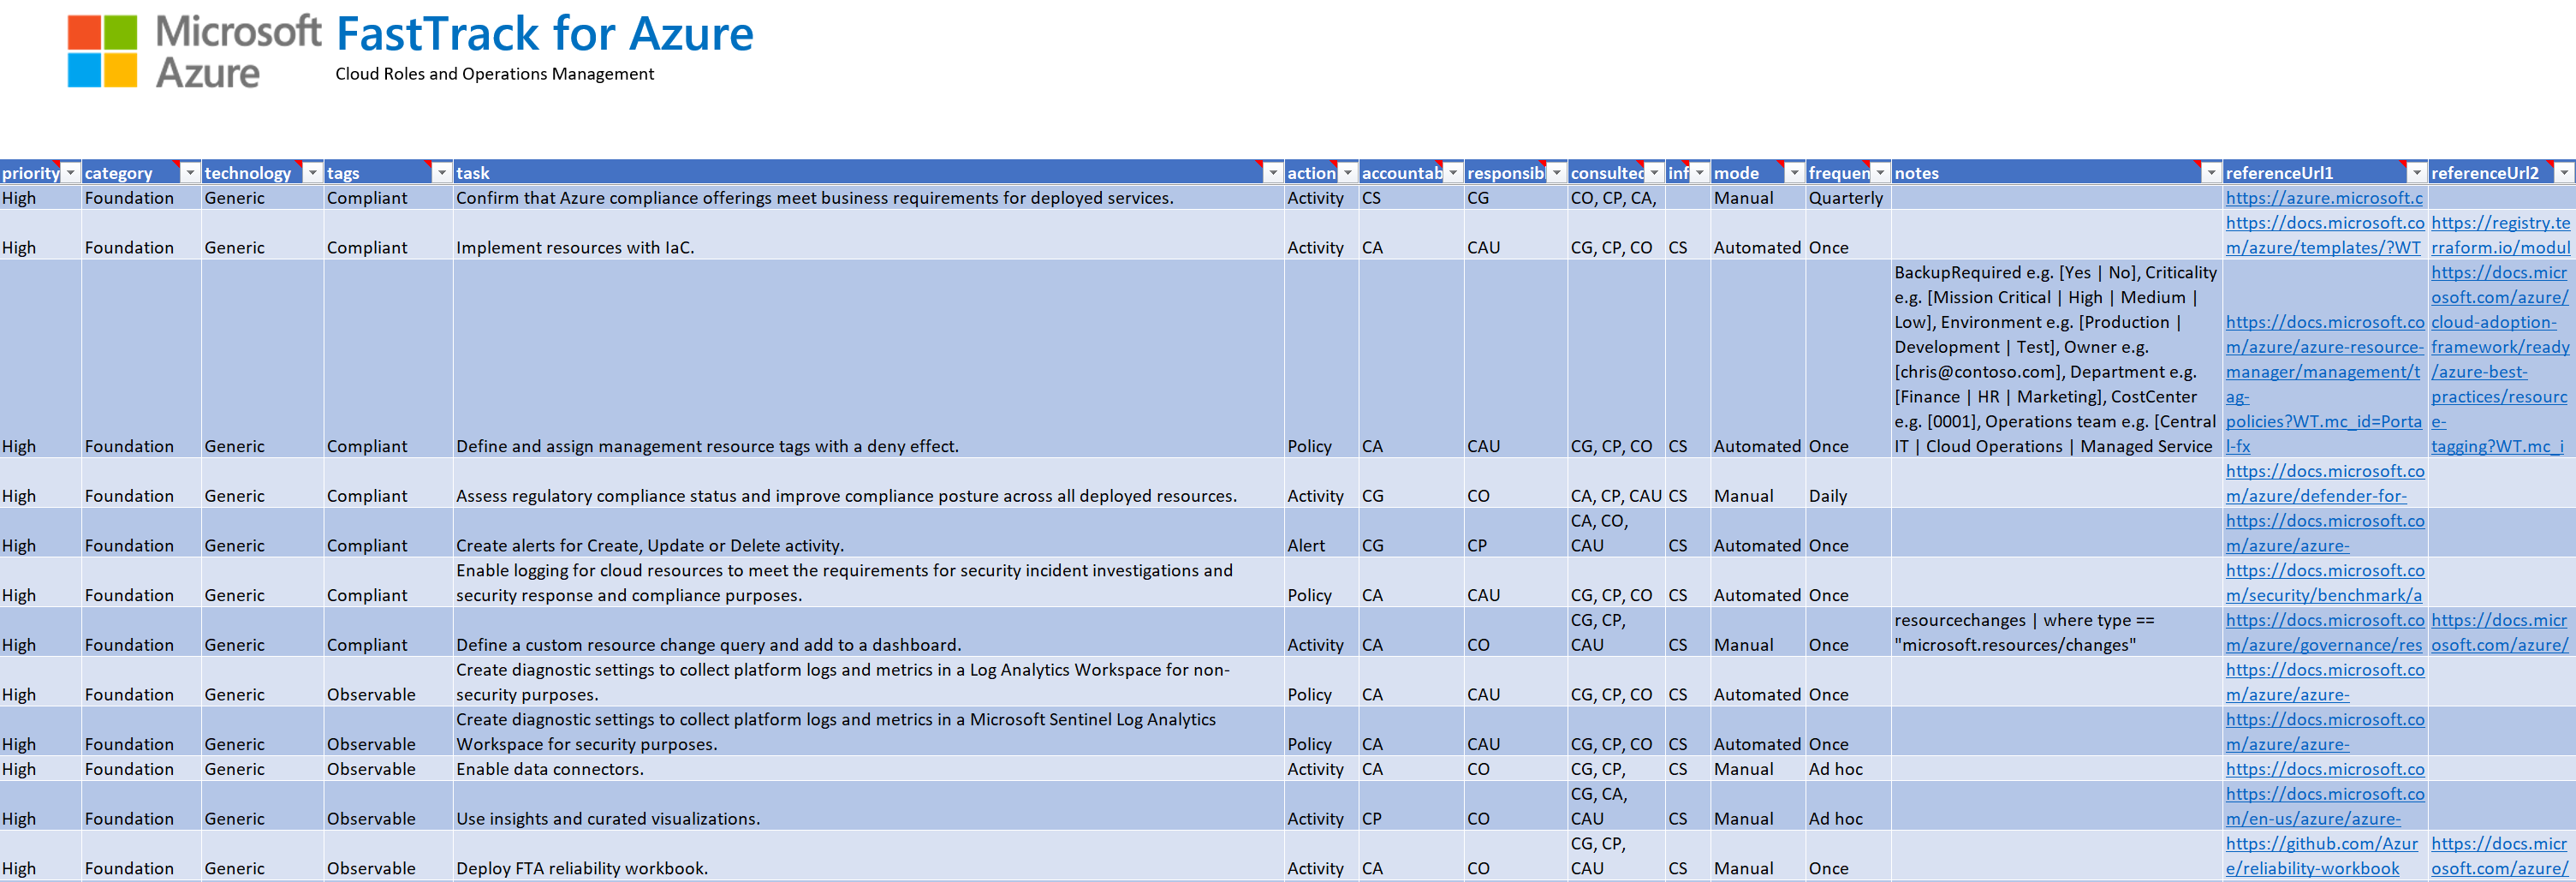 Microsoft
Azure
FastTrack for Azure
Cloud Roles and Operations Management
priority category technology tags task action accountab responsib consulted inf mode frequen notes referenceUrl1 referenceUrl2
High Foundation Generic Compliant Confirm that Azure compliance offerings meet business requirements for deployed services. Activity CS CG CO, CP, CA, Manual Quarterly https://azure.microsoft.c
https://docs.microsoft.co https://registry.te
High Foundation Generic Compliant Implement resources with IaC. Activity CA CAU CG, CP, CO CS Automated Once m/azure/templates/?WT rraform.io/modul
BackupRequired e.g. [Yes | No], Criticality https://docs.micr
e.g. [Mission Critical | High | Medium | osoft.com/azure/
Low], Environment e.g. [Production | https://docs.microsoft.co cloud-adoption-
Development | Test], Owner e.g. m/azure/azure-resource- framework/ready
[chris@contoso.com], Department e.g. manager/management/t /azure-best-
[Finance | HR | Marketing], CostCenter ag- practices/resourc
e.g. [0001], Operations team e.g. [Central policies?WT.mc_id=Porta e-
High Foundation Generic Compliant Define and assign management resource tags with a deny effect. Policy CA CAU CG, CP, CO CS Automated Once IT | Cloud Operations | Managed Service l-fx tagging?WT.mc_i
https://docs.microsoft.co
High Foundation Generic Compliant Assess regulatory compliance status and improve compliance posture across all deployed resources. Activity CG CO CA, CP, CAU CS Manual Daily m/azure/defender-for-
CA, CO, https://docs.microsoft.co
High Foundation Generic Compliant Create alerts for Create, Update or Delete activity. Alert CG CP CAU CS Automated Once m/azure/azure-
Enable logging for cloud resources to meet the requirements for security incident investigations and https://docs.microsoft.co
High Foundation Generic Compliant security response and compliance purposes. Policy CA CAU CG, CP, CO CS Automated Once m/security/benchmark/a
CG, CP, resourcechanges | where type == https://docs.microsoft.co https://docs.micr
High Foundation Generic Compliant Define a custom resource change query and add to a dashboard. Activity CA CO CAU CS Manual Once "microsoft.resources/changes" m/azure/governance/res osoft.com/azure/
Create diagnostic settings to collect platform logs and metrics in a Log Analytics Workspace for non- https://docs.microsoft.co
High Foundation Generic Observable security purposes. Policy CA CAU CG, CP, CO CS Automated Once m/azure/azure-
Create diagnostic settings to collect platform logs and metrics in a Microsoft Sentinel Log Analytics https://docs.microsoft.co
High Foundation Generic Observable Workspace for security purposes. Policy CA CAU CG, CP, CO CS Automated Once m/azure/azure-
High Foundation Generic Observable Enable data connectors. Activity CA CO CG, CP, CS Manual Ad hoc https://docs.microsoft.co
CG, CA, https://docs.microsoft.co
High Foundation Generic Observable Use insights and curated visualizations. Activity CP CO CAU CS Manual Ad hoc m/en-us/azure/azure-
CG, CP, https://github.com/Azur https://docs.micr
High Foundation Generic Observable Deploy FTA reliability workbook. Activity CA CO CAU CS Manual Once e/reliability-workbook osoft.com/azure/